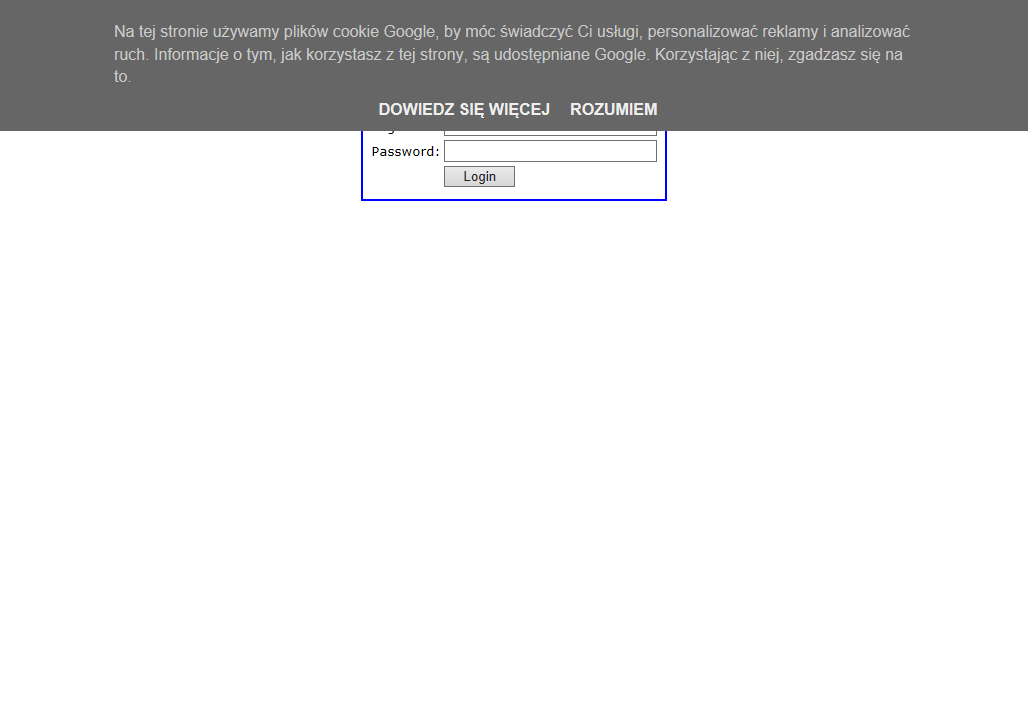 Na tej stronie używamy plików cookie Google, by móc świadczyć Ci usługi, personalizować reklamy i analizować
ruch. Informacje o tym, jak korzystasz z tej strony, są udostępniane Google. Korzystając z niej, zgadzasz się na
to.
DOWIEDZ SIĘ WIĘCEJ ROZUMIEM
Password:
Login